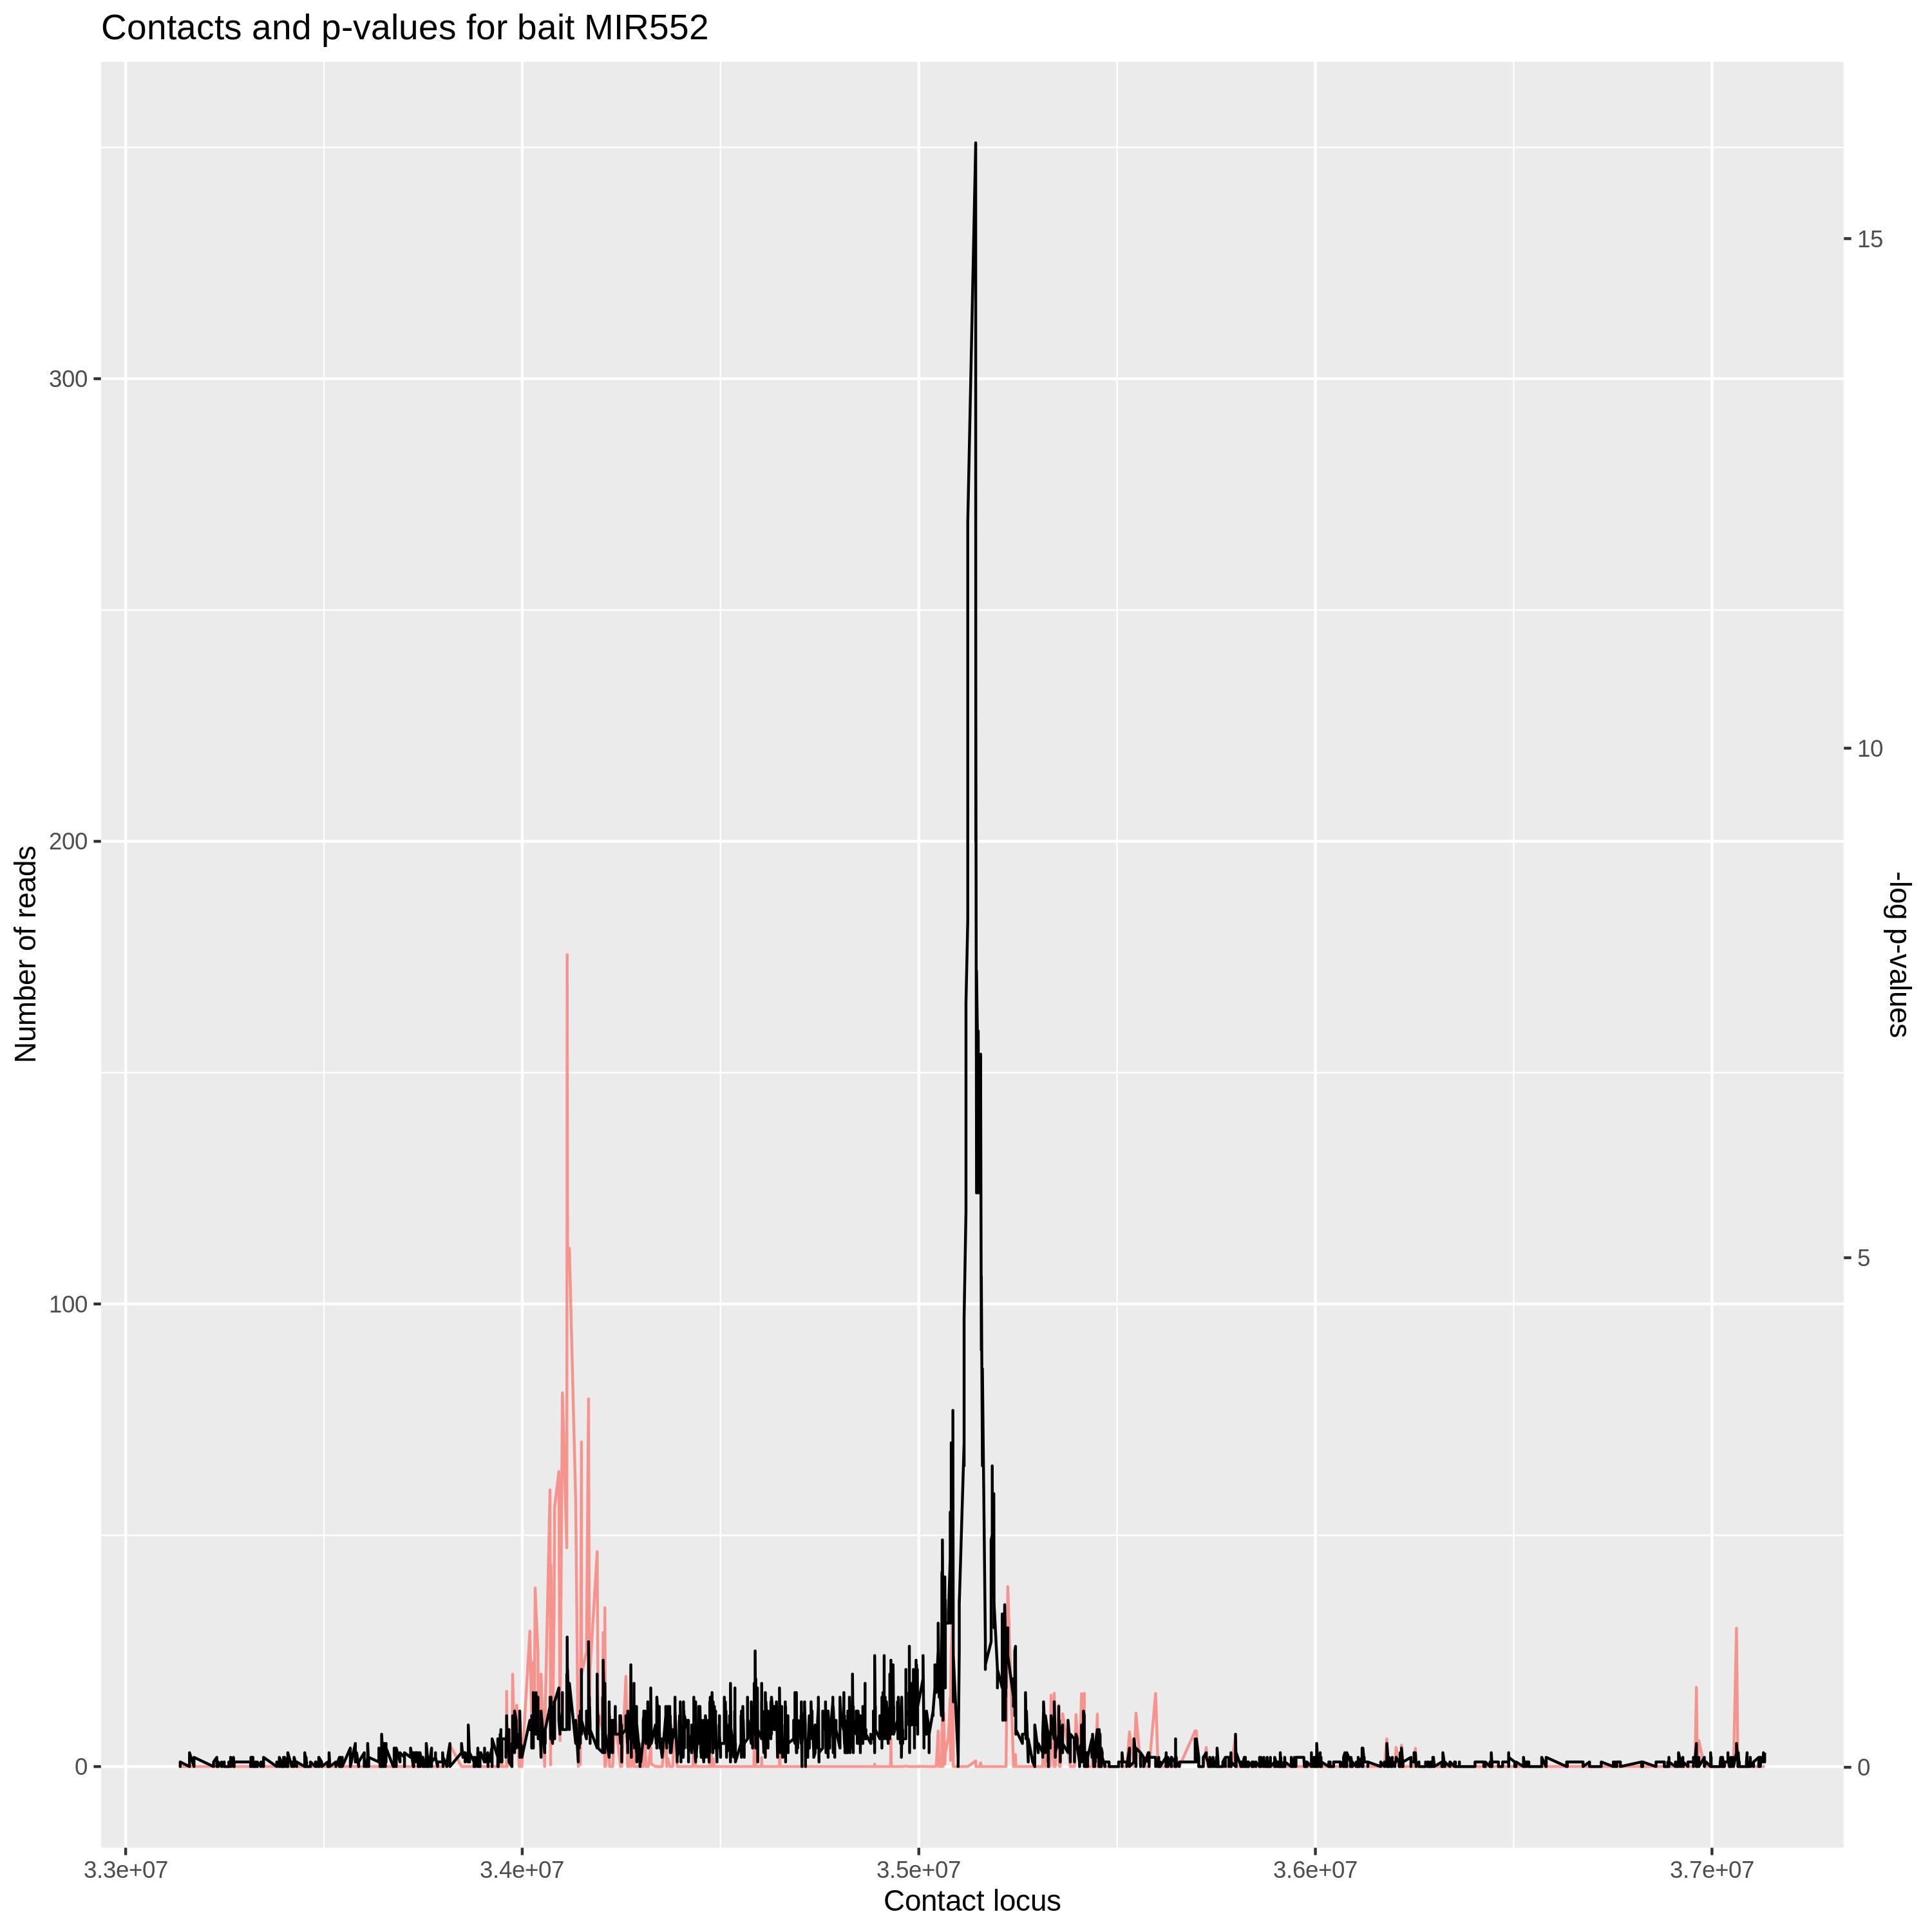 Contacts and p-values for bait MIR552
300
200
100
0
15
10
5
0
Number of reads
-log p-values
3.3e+07
3.4e+07
3.5e+07
3.6e+07
3.7e+07
Contact locus